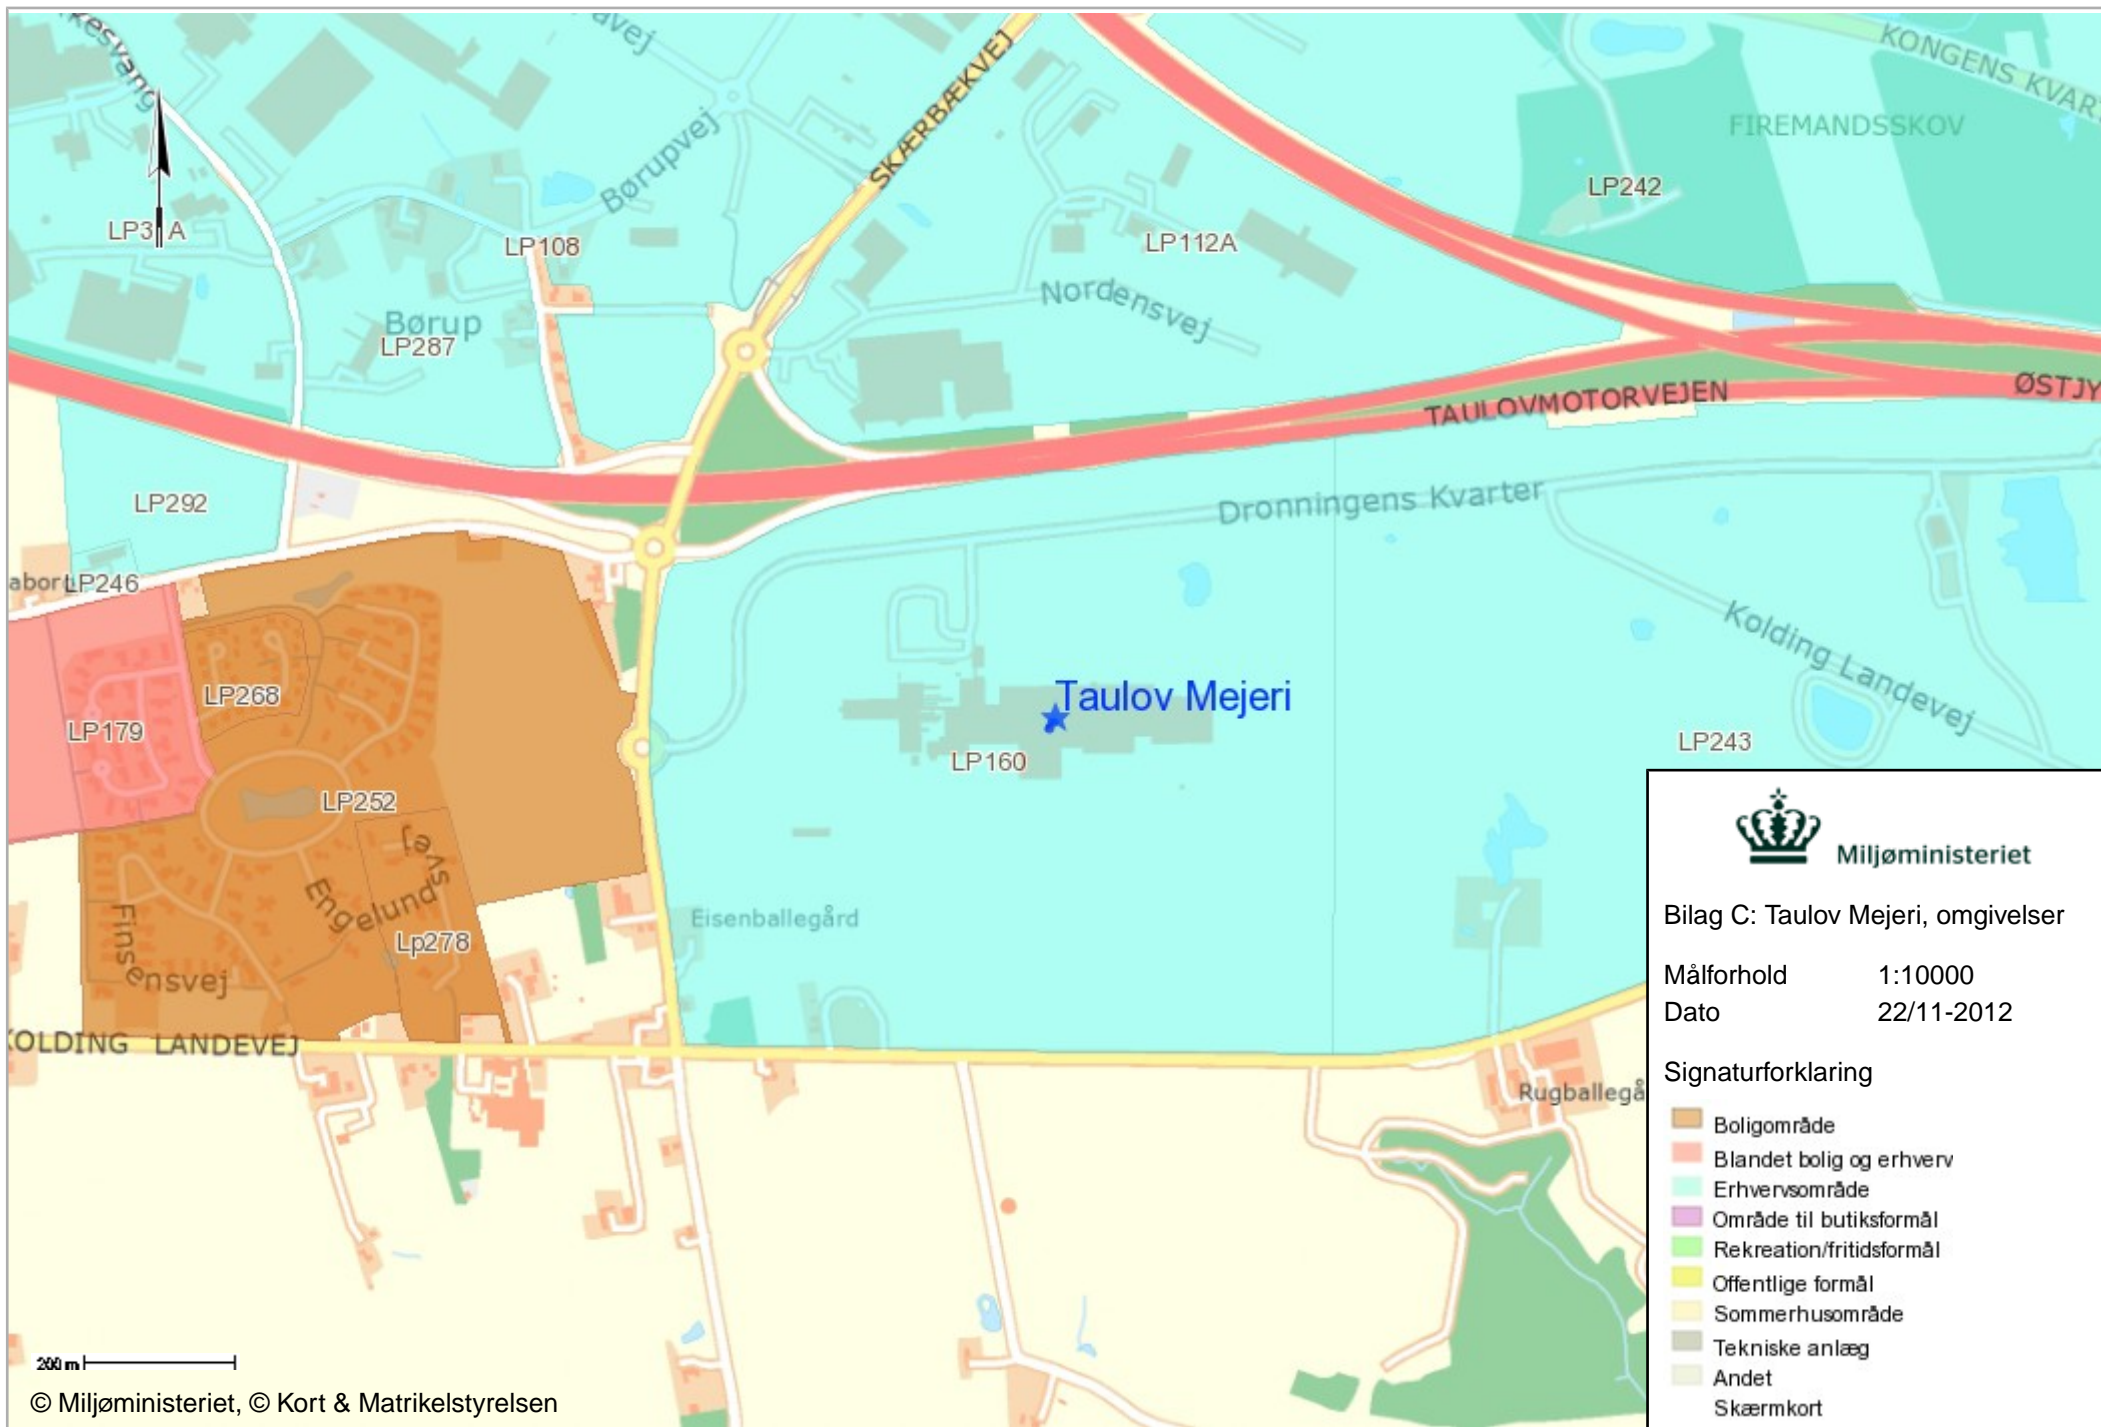 SKÆRBÆKVEJ
KONGENS KVAR
FIREMANDSSKOV
Børupvej
LP242
LP108
LP112A
Nordensvej
Børup
LP287
TAULOVMOTORVEJEN
ØSTJY
LP292
Dronningens Kvarter
LP246
Kolding Landevej
LP268
Taulov Mejeri
LP179
LP160
LP243
LP252
Engelundsvej
Eisenballegård
Finsensvej
Lp278
KOLDING LANDEVEJ
Rugballegå
Miljøministeriet
Bilag C: Taulov Mejeri, omgivelser
Målforhold 1:10000
Dato 22/11-2012
Signaturforklaring
Boligområde
Blandet bolig og erhverv
Erhvervsområde
Område til butiksformål
Rekreation/fritidsformål
Offentlige formål
Sommerhusområde
Tekniske anlæg
Andet
Skærmkort
200 m
© Miljøministeriet, © Kort & Matrikelstyrelsen